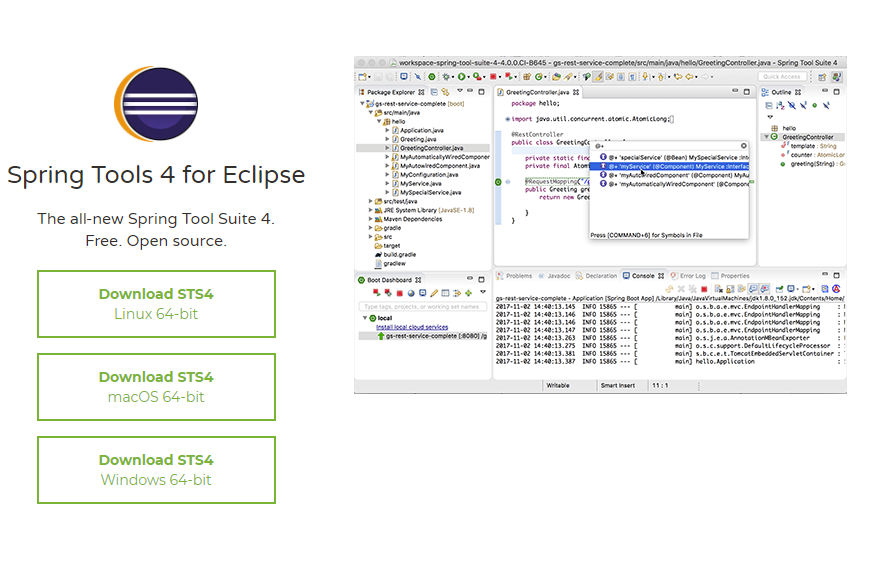 Spring Tools 4 for Eclipse
The all-new Spring Tool Suite 4.
Free. Open source.
Download STS4
Linux 64-bit
Download STS4
macOS 64-bit
Download STS4
Windows 64-bit
workspace-spring-tool-suite-4-4.0.0.CI-B645 - gs-rest-service-complete/src/main/java/hello/GreetingController.java - Spring Tool Suite 4
Quick Access
Package Explorer
gs-rest-service-complete [boot]
src/main/java
hello
Application.java
Greeting.java
GreetingController.java
MyAutomaticallyWiredComponen
MyAutowiredComponent.java
MyConfiguration.java
MyService.java
MySpecialService.java
src/test/java
JRE System Library [JavaSE-1.8]
Maven Dependencies
gradle
src
target
build.gradle
gradlew
GreetingController.java
package hello;
import java.util.concurrent.atomic.AtomicLong;
@RestController
public class GreetingController
private static fin
private final Atom
@RequestMapping("/
public Greeting gre
return new Gree
}
}
@+
@+ 'specialService' (@Bean) MySpecialService
@+ 'myService' (@Component) MyService
@+ 'myAutowiredComponent' (@Component)
@+ 'myAutomaticallyWiredComponent' (@Compone
Press [COMMAND+6] for Symbols in File
Outline
hello
GreetingController
template : String
counter : AtomicLor
greeting(String) : G
Boot Dashboard
Type tags, projects, or working
local
Install local cloud services
gs-rest-service-complete [:8080] /g
Problems
Javadoc
Declaration
Console
Error Log
Properties
gs-rest-service-complete - Application [Spring Boot App] /Library/Java/JavaVirtualMachines/jdk1.8.0_152.jdk/Contents/Home/
2017-11-02 14:40:13.145 INFO 15865 --- [ main] o.s.b.a.e.mvc.EndpointHandlerMapping :
2017-11-02 14:40:13.146 INFO 15865 --- [ main] o.s.b.a.e.mvc.EndpointHandlerMapping :
2017-11-02 14:40:13.146 INFO 15865 --- [ main] o.s.b.a.e.mvc.EndpointHandlerMapping :
2017-11-02 14:40:13.147 INFO 15865 --- [ main] o.s.b.a.e.mvc.EndpointHandlerMapping :
2017-11-02 14:40:13.263 INFO 15865 --- [ main] o.s.j.e.a.AnnotationMBeanExporter :
2017-11-02 14:40:13.275 INFO 15865 --- [ main] o.s.c.support.DefaultLifecycleProcessor :
2017-11-02 14:40:13.381 INFO 15865 --- [ main] s.b.c.e.t.TomcatEmbeddedServletContainer :
2017-11-02 14:40:13.387 INFO 15865 --- [ main] hello.Application :
Writable
Smart Insert
11 : 1